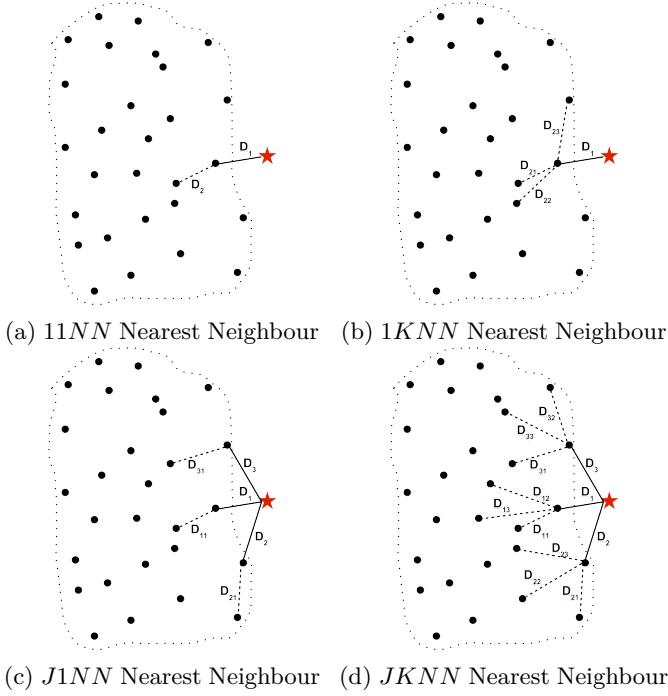 D₁
D₂
D₂₃
D₁
D₂₁
D₂₂
(a) 11NN Nearest Neighbour (b) 1KNN Nearest Neighbour
D₃₁
D₃
D₁
D₁₁
D₂
D₂₁
D₃₂
D₃₃
D₃₁
D₃
D₁₂
D₁
D₁₃
D₁₁
D₂
D₂₃
D₂₂
D₂₁
(c) J1NN Nearest Neighbour (d) JKNN Nearest Neighbour